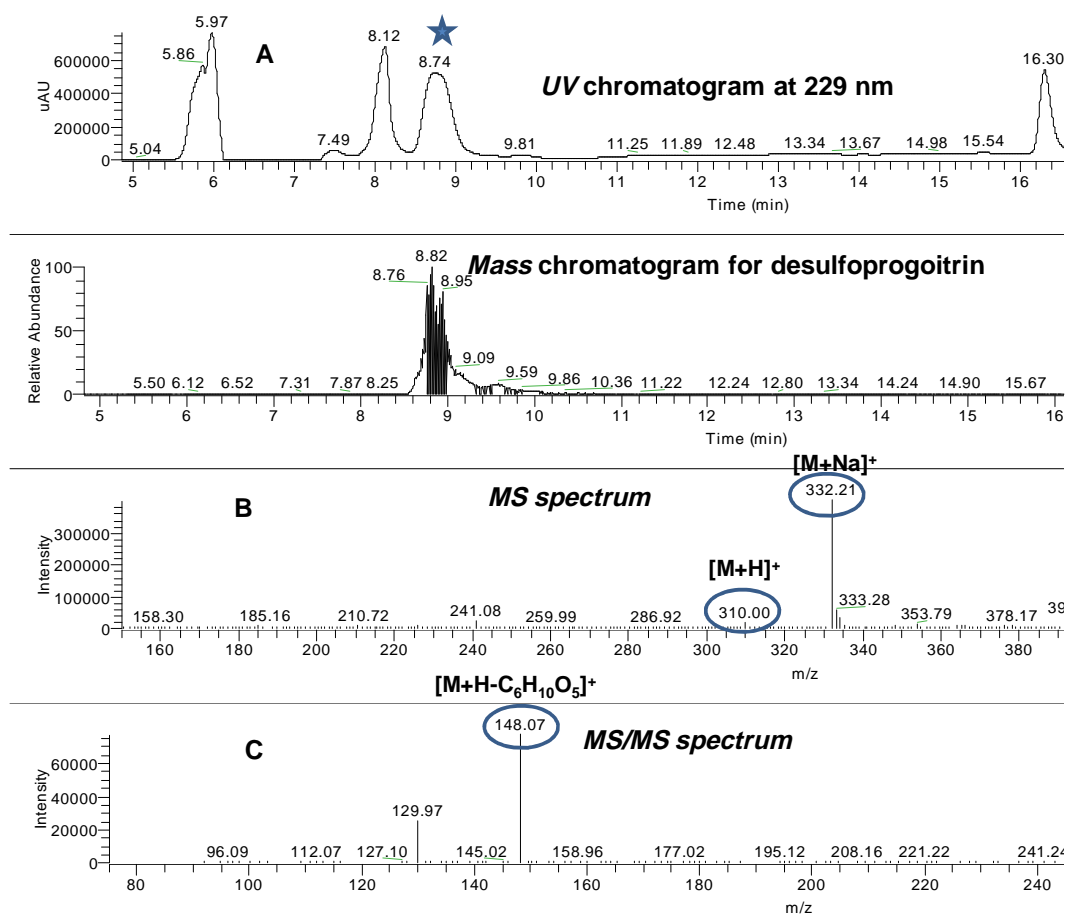 5.97
5.86
A
8.12
8.74
16.30
UV chromatogram at 229 nm
600000
400000
200000
0
uAU
5.04
7.49
9.81
11.25
11.89
12.48
13.34
13.67
14.98
15.54
5 6 7 8 9 10 11 12 13 14 15 16
Time (min)
8.82
8.76
8.95
Mass chromatogram for desulfoprogoitrin
100
50
0
Relative Abundance
9.09
5.50 6.12 6.52 7.31 7.87 8.25 9.59 9.86 10.36 11.22 12.24 12.80 13.34 14.24 14.90 15.67
5 6 7 8 9 10 11 12 13 14 15 16
Time (min)
[M+Na]⁺
332.21
B
MS spectrum
300000
200000
100000
0
Intensity
[M+H]⁺
310.00
158.30 185.16 210.72 241.08 259.99 286.92 333.28 353.79 378.17 39
160 180 200 220 240 260 280 300 320 340 360 380
m/z
[M+H-C₆H₁₀O₅]⁺
148.07
C
MS/MS spectrum
60000
40000
20000
0
Intensity
129.97
96.09 112.07 127.10 145.02 158.96 177.02 195.12 208.16 221.22 241.24
80 100 120 140 160 180 200 220 240
m/z